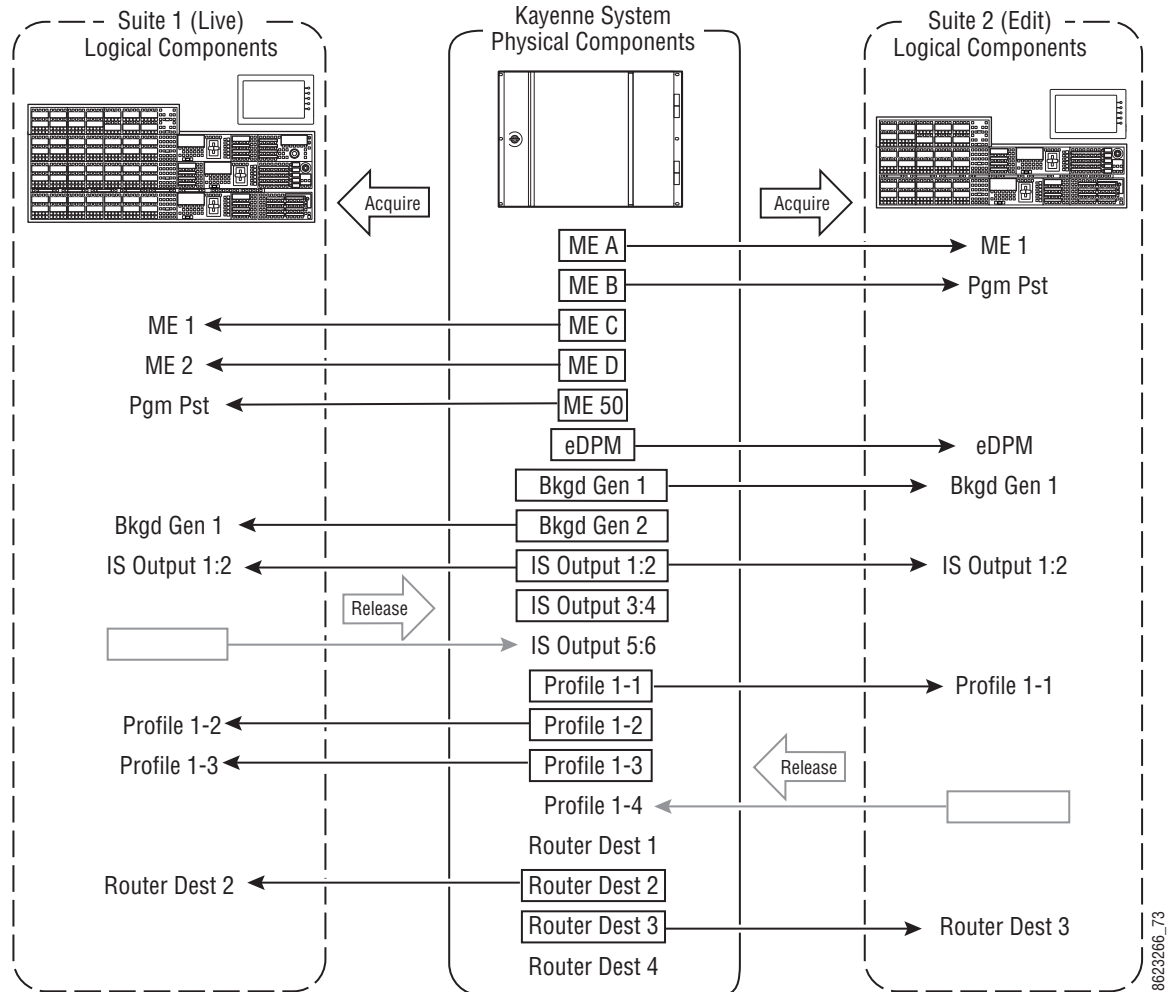 Suite 1 (Live)
Logical Components
Kayenne System
Physical Components
Suite 2 (Edit)
Logical Components
Acquire
Acquire
ME A
ME 1
ME B
Pgm Pst
ME 1
ME C
ME 2
ME D
Pgm Pst
ME 50
eDPM
eDPM
Bkgd Gen 1
Bkgd Gen 1
Bkgd Gen 1
Bkgd Gen 2
IS Output 1:2
IS Output 1:2
IS Output 1:2
Release
IS Output 3:4
IS Output 5:6
Profile 1-1
Profile 1-1
Profile 1-2
Profile 1-2
Profile 1-3
Profile 1-3
Release
Profile 1-4
Router Dest 1
Router Dest 2
Router Dest 2
Router Dest 3
Router Dest 3
Router Dest 4
8623266_73